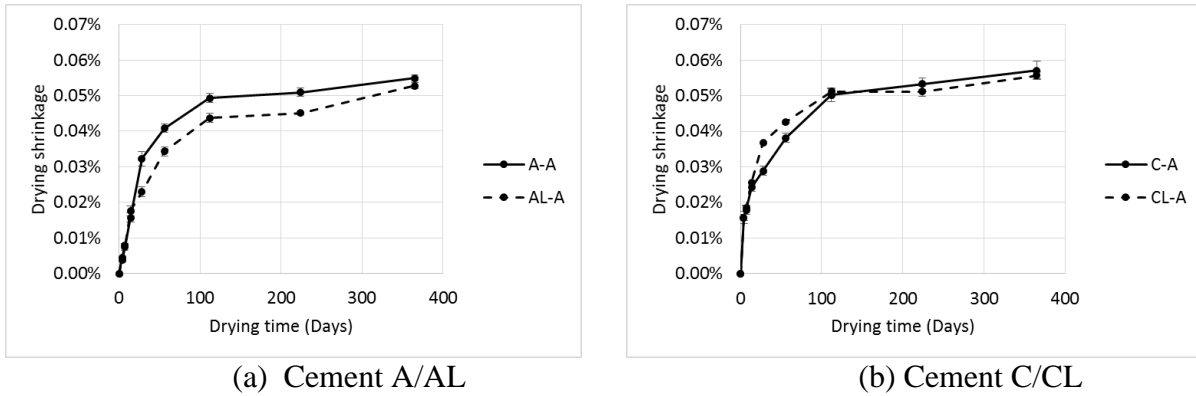 0.07%
0.06%
0.05%
0.04%
0.03%
0.02%
0.01%
0.00%
Drying shrinkage
0 100 200 300 400
Drying time (Days)
A-A
AL-A
(a) Cement A/AL
0.07%
0.06%
0.05%
0.04%
0.03%
0.02%
0.01%
0.00%
Drying shrinkage
0 100 200 300 400
Drying time (Days)
C-A
CL-A
(b) Cement C/CL